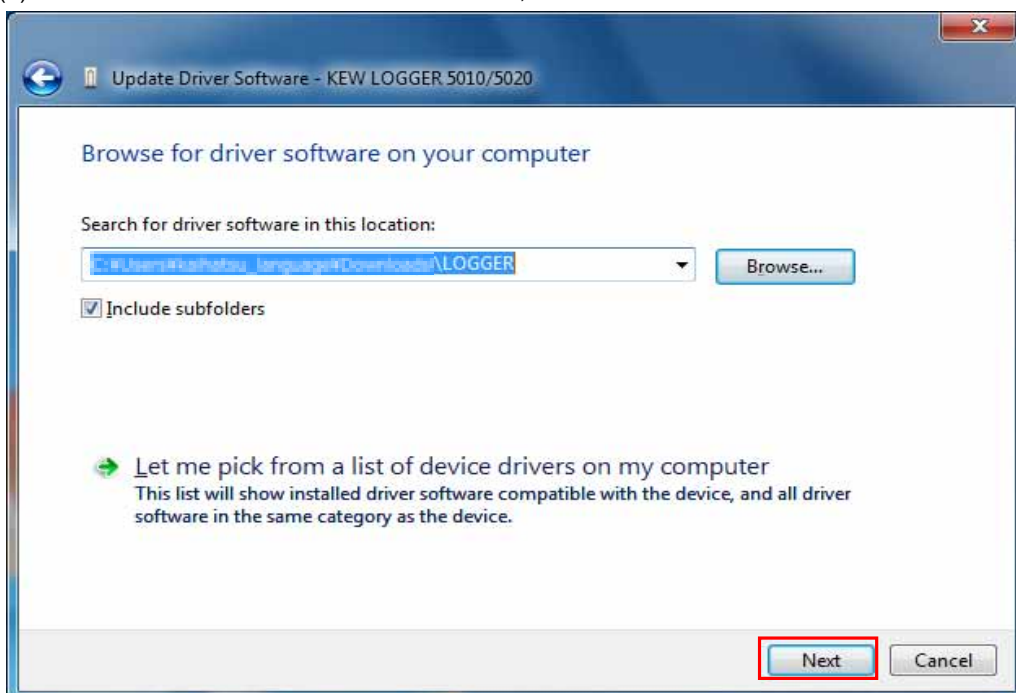 Update Driver Software - KEW LOGGER 5010/5020
Browse for driver software on your computer
Search for driver software in this location:
\LOGGER
Browse...
Include subfolders
Let me pick from a list of device drivers on my computer
This list will show installed driver software compatible with the device, and all driver
software in the same category as the device.
Next
Cancel